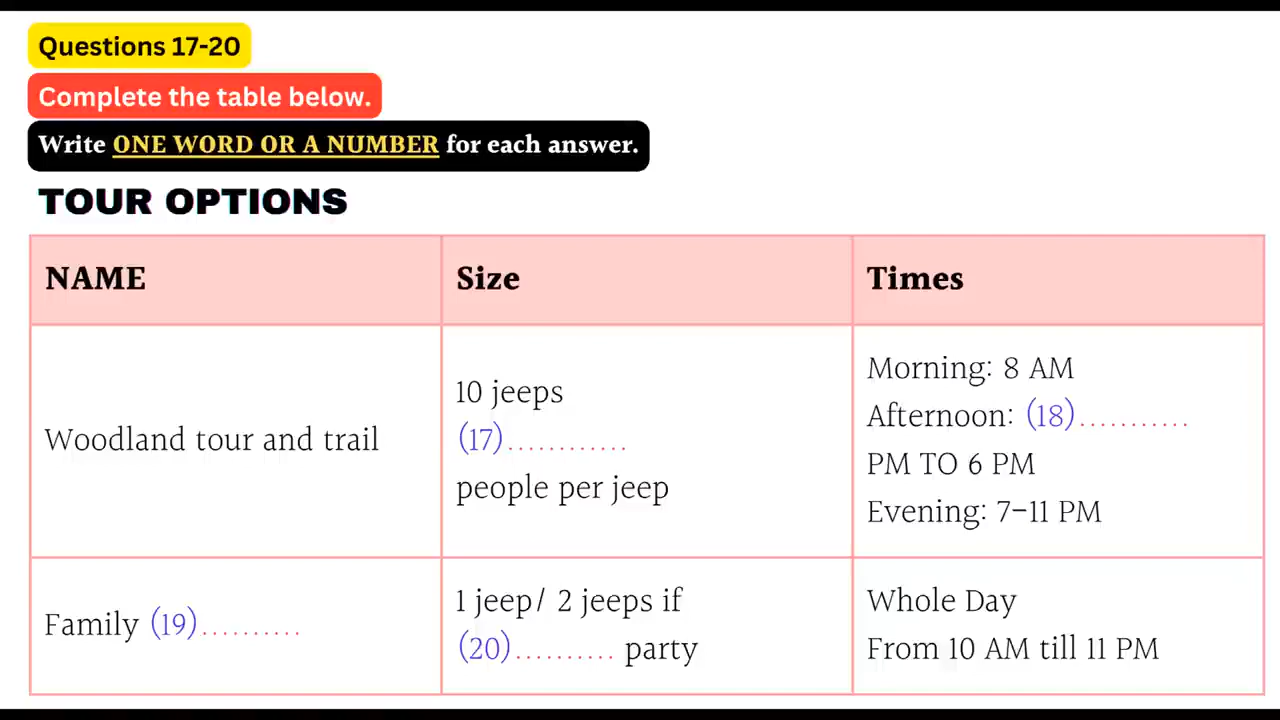 Questions 17-20
Complete the table below.
Write ONE WORD OR A NUMBER for each answer.
TOUR OPTIONS
NAME
Size
Times
Woodland tour and trail
10 jeeps
(17)............
people per jeep
Morning: 8 AM
Afternoon: (18)...........
PM TO 6 PM
Evening: 7–11 PM
Family (19)..........
1 jeep/ 2 jeeps if
(20).......... party
Whole Day
From 10 AM till 11 PM